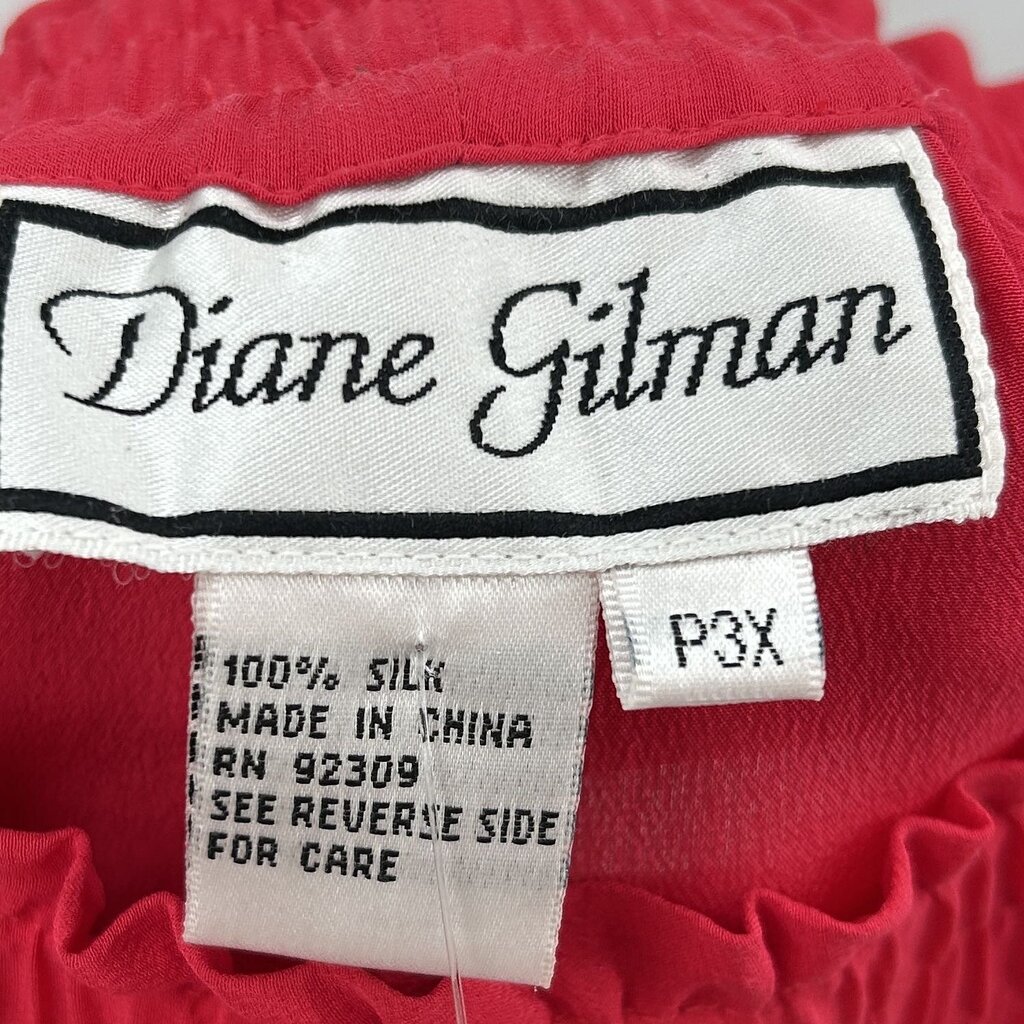 Diane Gilman
P3X
100% SILK
MADE IN CHINA
RN 92309
SEE REVERSE SIDE
FOR CARE